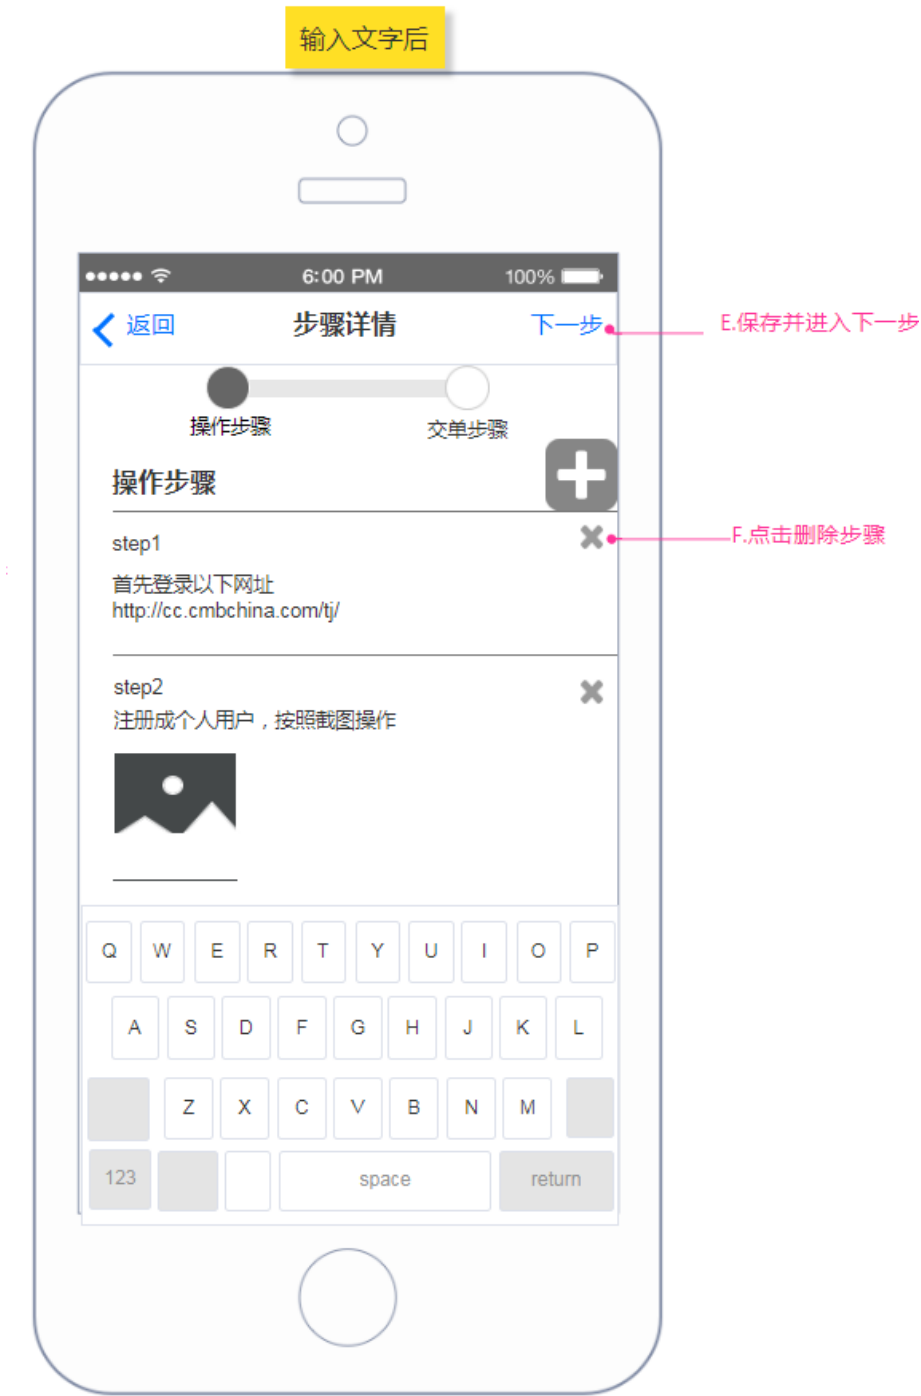 输入文字后
6:00 PM
100%
返回
步骤详情
下一步
E.保存并进入下一步
操作步骤
交单步骤
操作步骤
step1
F.点击删除步骤
首先登录以下网址
http://cc.cmbchina.com/tj/
step2
注册成个人用户，按照截图操作
Q W E R T Y U I O P
A S D F G H J K L
Z X C V B N M
123 space return